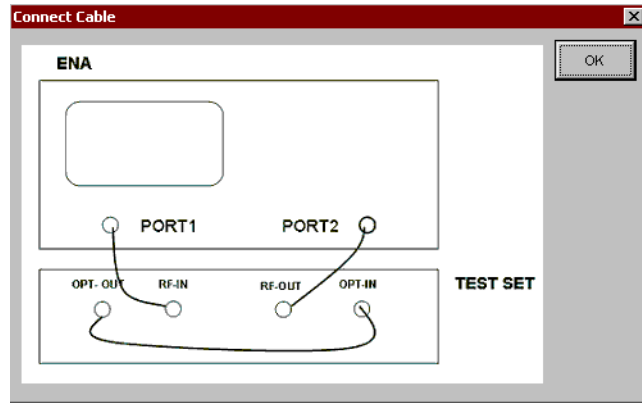 Connect Cable
OK
ENA
PORT1 PORT2
OPT- OUT RF-IN RF-OUT OPT-IN
TEST SET